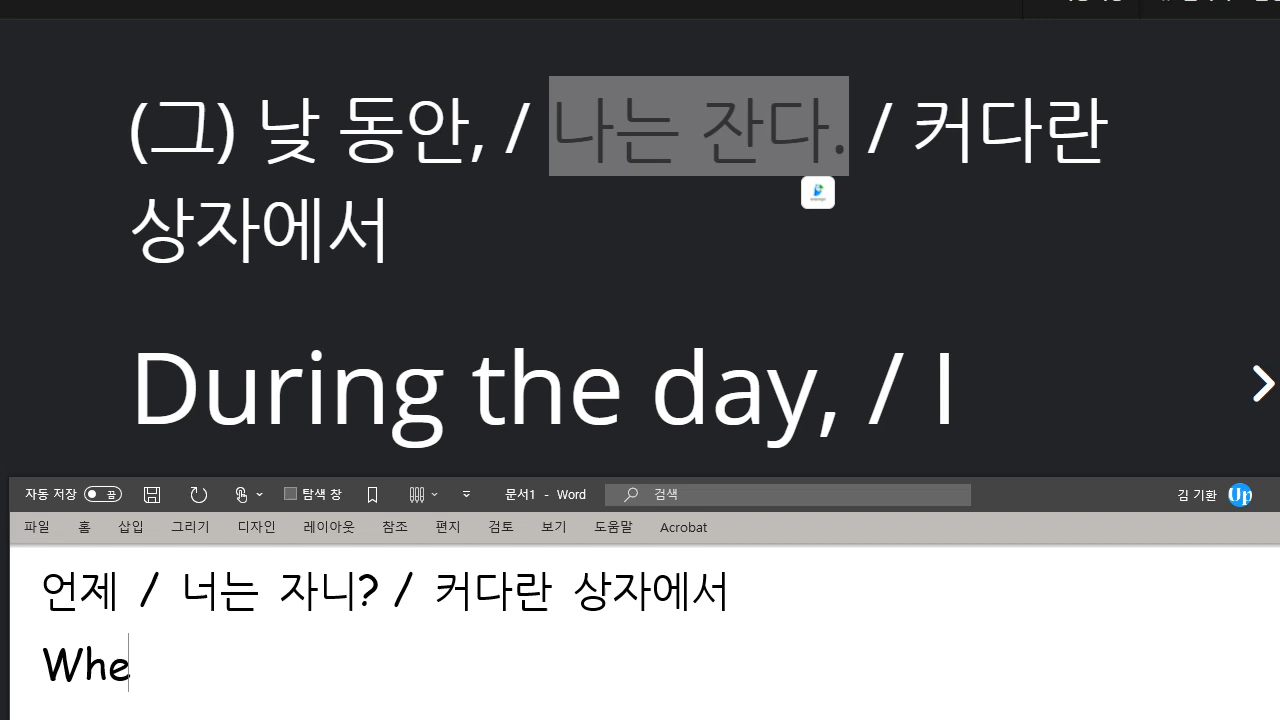 (그) 낮 동안, / 나는 잔다. / 커다란
상자에서
During the day, / I
자동 저장 끔 탐색 창 문서1 - Word 검색 김 기환 Up
파일 홈 삽입 그리기 디자인 레이아웃 참조 편지 검토 보기 도움말 Acrobat
언제 / 너는 자니? / 커다란 상자에서
Whe